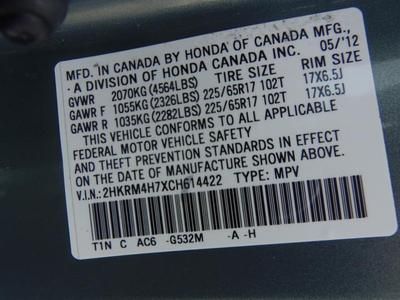 MFD. IN CANADA BY HONDA OF CANADA MFG.,
A DIVISION OF HONDA CANADA INC. 05/'12
GVWR 2070KG (4564LBS) TIRE SIZE RIM SIZE
GAWR F 1055KG (2326LBS) 225/65R17 102T 17X6.5J
GAWR R 1035KG (2282LBS) 225/65R17 102T 17X6.5J
THIS VEHICLE CONFORMS TO ALL APPLICABLE
FEDERAL MOTOR VEHICLE SAFETY
AND THEFT PREVENTION STANDARDS IN EFFECT
ON THE DATE OF MANUFACTURE SHOWN ABOVE.
V.I.N.: 2HKRM4H7XCH614422 TYPE: MPV
T1N C AC6 -G532M -A -H